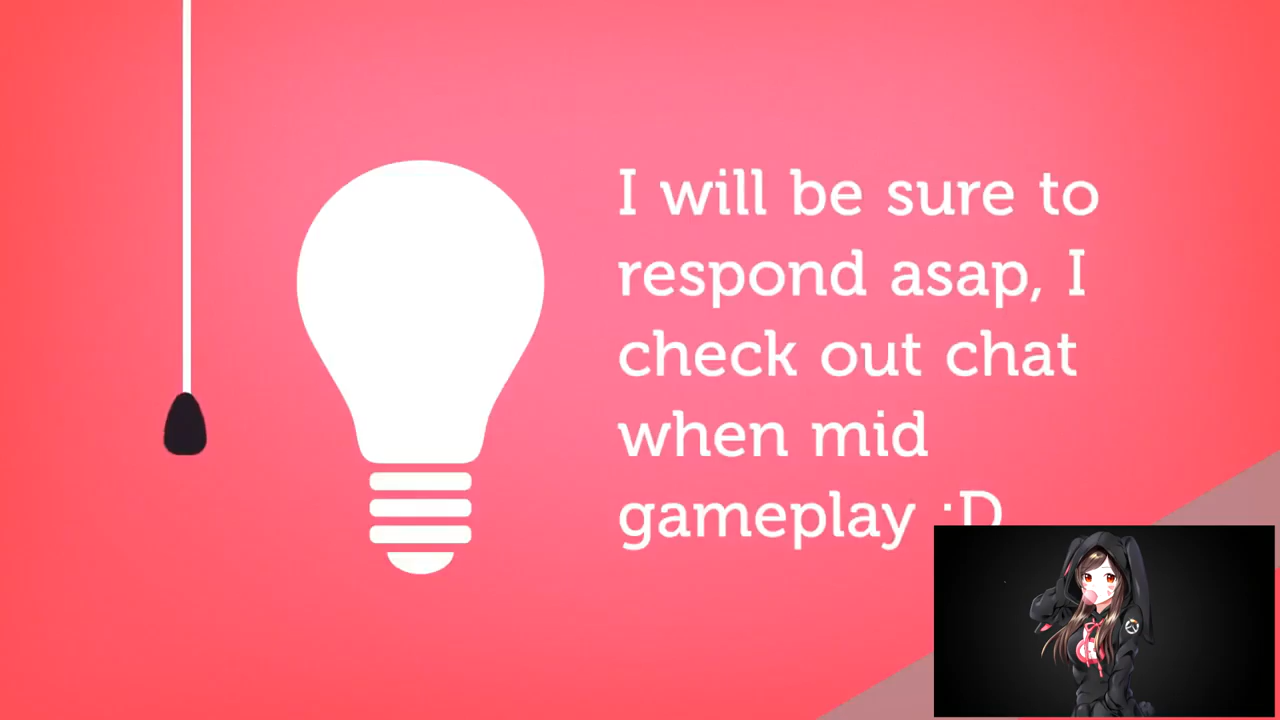 I will be sure to
respond asap, I
check out chat
when mid
gameplay :D